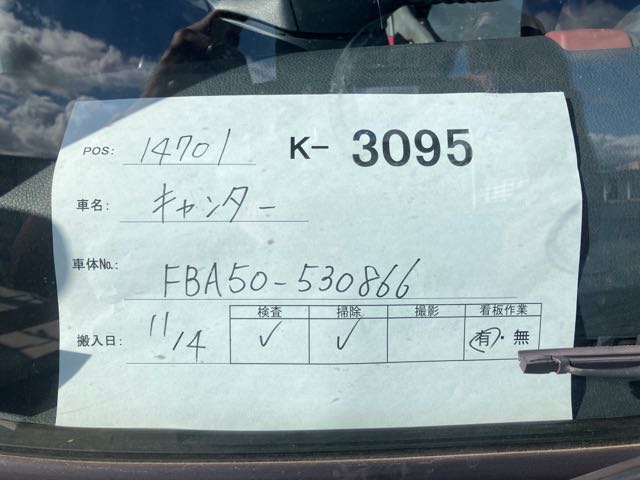 POS: 14701 K- 3095
車名: キャンター
車体No.: FBA50-530866
検査 掃除 撮影 看板作業
搬入日: 11/4 ✓ ✓ 有・無